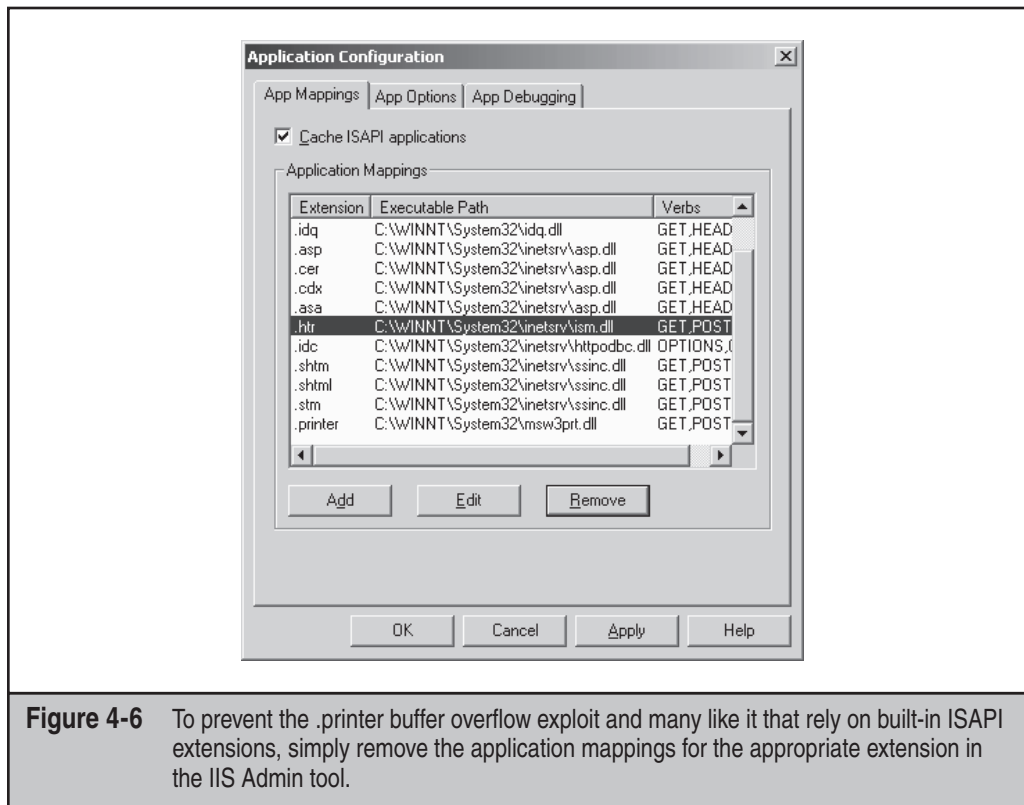 Application Configuration
App Mappings App Options App Debugging
Cache ISAPI applications
Application Mappings
Extension Executable Path Verbs
.idq C:\WINNT\System32\idq.dll GET,HEAD
.asp C:\WINNT\System32\inetsrv\asp.dll GET,HEAD
.cer C:\WINNT\System32\inetsrv\asp.dll GET,HEAD
.cdx C:\WINNT\System32\inetsrv\asp.dll GET,HEAD
.asa C:\WINNT\System32\inetsrv\asp.dll GET,HEAD
.htr C:\WINNT\System32\inetsrv\ism.dll GET,POST
.idc C:\WINNT\System32\inetsrv\httpodbc.dll OPTIONS,
.shtm C:\WINNT\System32\inetsrv\ssinc.dll GET,POST
.shtml C:\WINNT\System32\inetsrv\ssinc.dll GET,POST
.stm C:\WINNT\System32\inetsrv\ssinc.dll GET,POST
.printer C:\WINNT\System32\msw3prt.dll GET,POST
Add Edit Remove
OK Cancel Apply Help
Figure 4-6 To prevent the .printer buffer overflow exploit and many like it that rely on built-in ISAPI
extensions, simply remove the application mappings for the appropriate extension in
the IIS Admin tool.